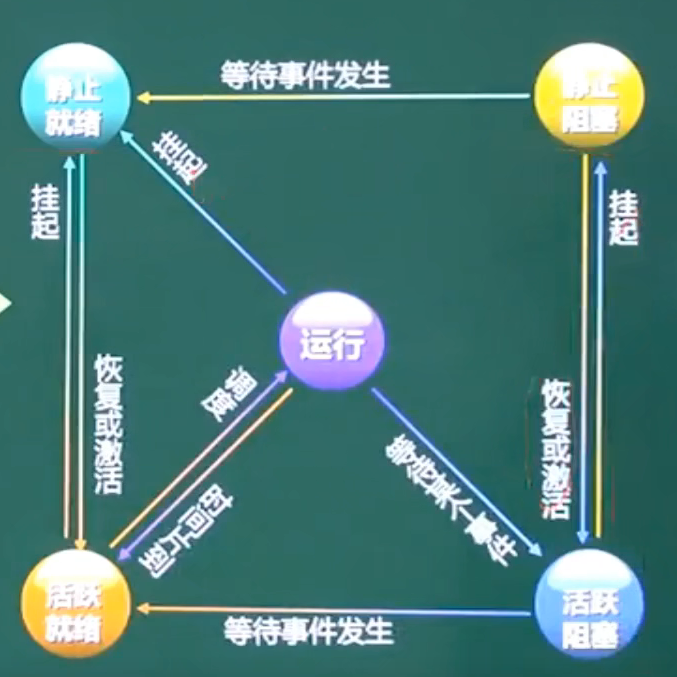 等待事件发生
静止
就绪
静止
阻塞
挂起
挂起
挂起
运行
恢复或激活
调度
恢复或激活
等待某个事件
时间片到
活跃
就绪
活跃
阻塞
等待事件发生